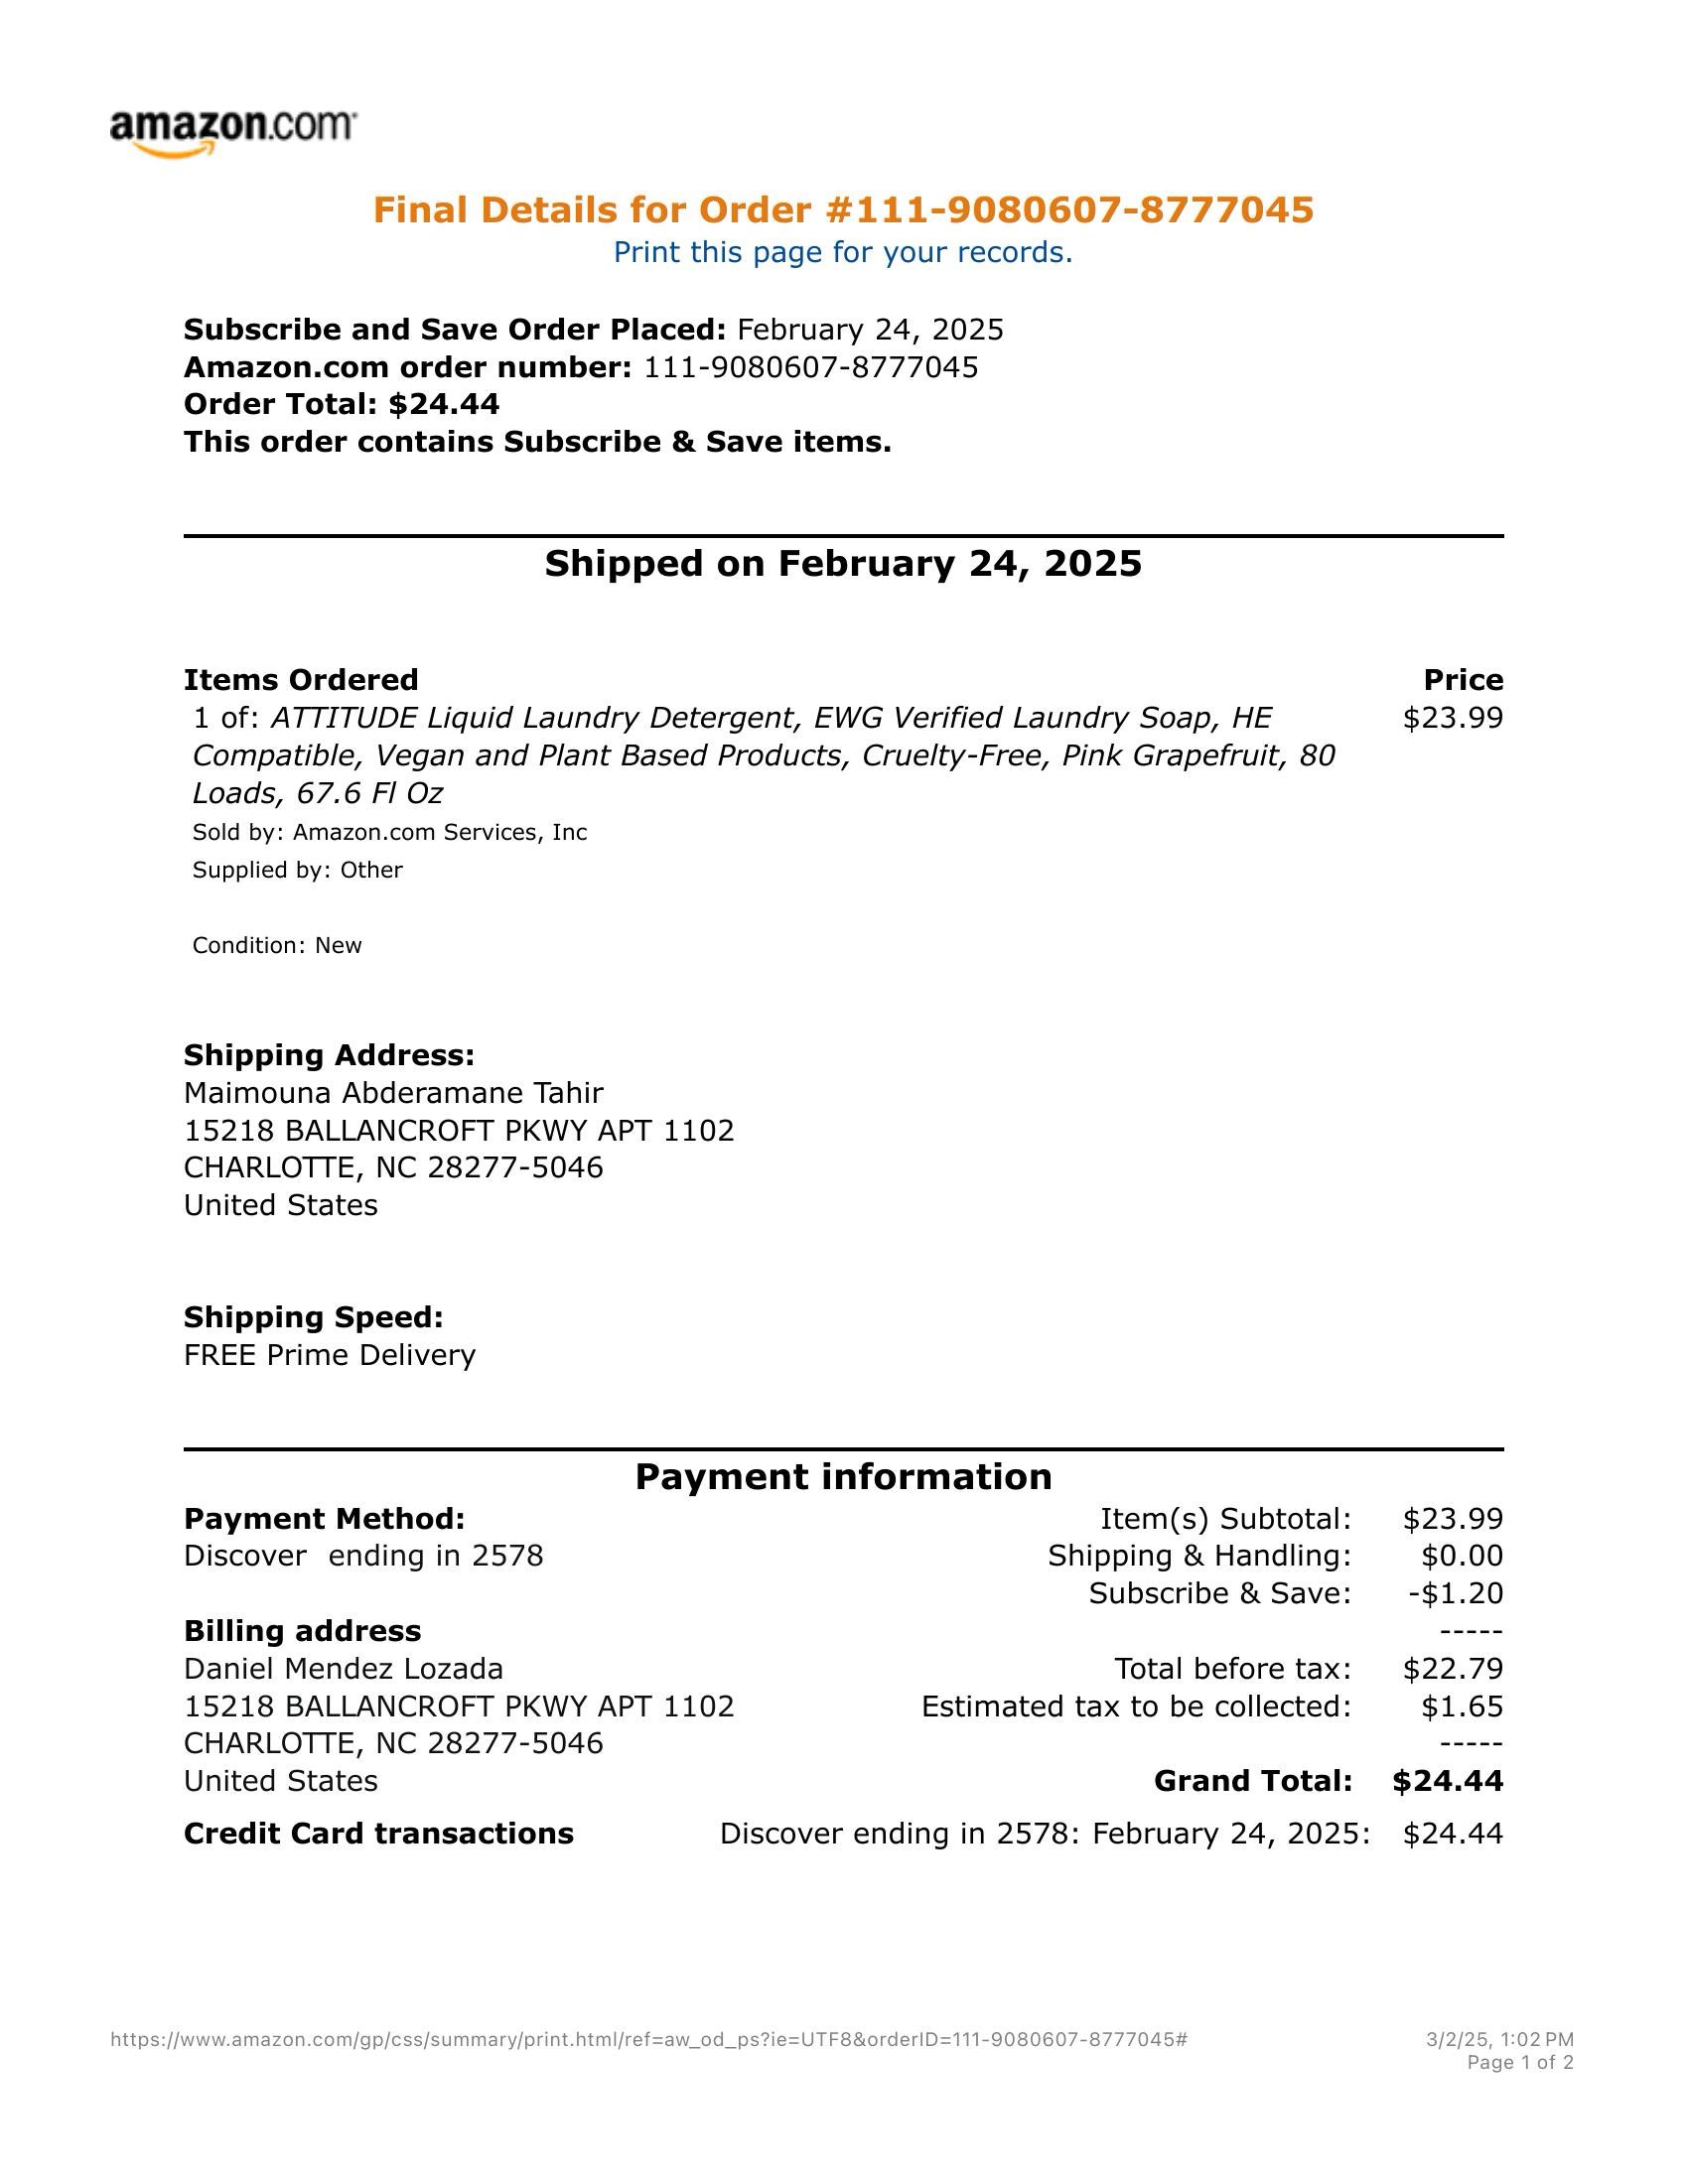 amazon.com
Final Details for Order #111-9080607-8777045
Print this page for your records.
Subscribe and Save Order Placed: February 24, 2025
Amazon.com order number: 111-9080607-8777045
Order Total: $24.44
This order contains Subscribe & Save items.
Shipped on February 24, 2025
Items Ordered Price
1 of: ATTITUDE Liquid Laundry Detergent, EWG Verified Laundry Soap, HE $23.99
Compatible, Vegan and Plant Based Products, Cruelty-Free, Pink Grapefruit, 80
Loads, 67.6 Fl Oz
Sold by: Amazon.com Services, Inc
Supplied by: Other
Condition: New
Shipping Address:
Maimouna Abderamane Tahir
15218 BALLANCROFT PKWY APT 1102
CHARLOTTE, NC 28277-5046
United States
Shipping Speed:
FREE Prime Delivery
Payment information
Payment Method: Item(s) Subtotal: $23.99
Discover ending in 2578 Shipping & Handling: $0.00
Subscribe & Save: -$1.20
Billing address -----
Daniel Mendez Lozada Total before tax: $22.79
15218 BALLANCROFT PKWY APT 1102 Estimated tax to be collected: $1.65
CHARLOTTE, NC 28277-5046 -----
United States Grand Total: $24.44
Credit Card transactions Discover ending in 2578: February 24, 2025: $24.44
https://www.amazon.com/gp/css/summary/print.html/ref=aw_od_ps?ie=UTF8&orderID=111-9080607-8777045# 3/2/25, 1:02 PM
Page 1 of 2